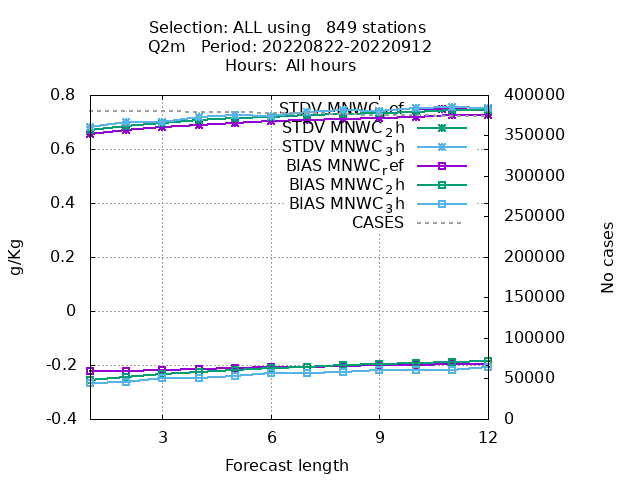 Selection: ALL using   849 stations
Q2m   Period: 20220822-20220912
Hours:  All hours
0.8
0.6
0.4
0.2
0
-0.2
-0.4
400000
350000
300000
250000
200000
150000
100000
50000
0
STDV MNWC_ref
STDV MNWC_2h
STDV MNWC_3h
BIAS MNWC_ref
BIAS MNWC_2h
BIAS MNWC_3h
CASES
g/Kg
No cases
3 6 9 12
Forecast length